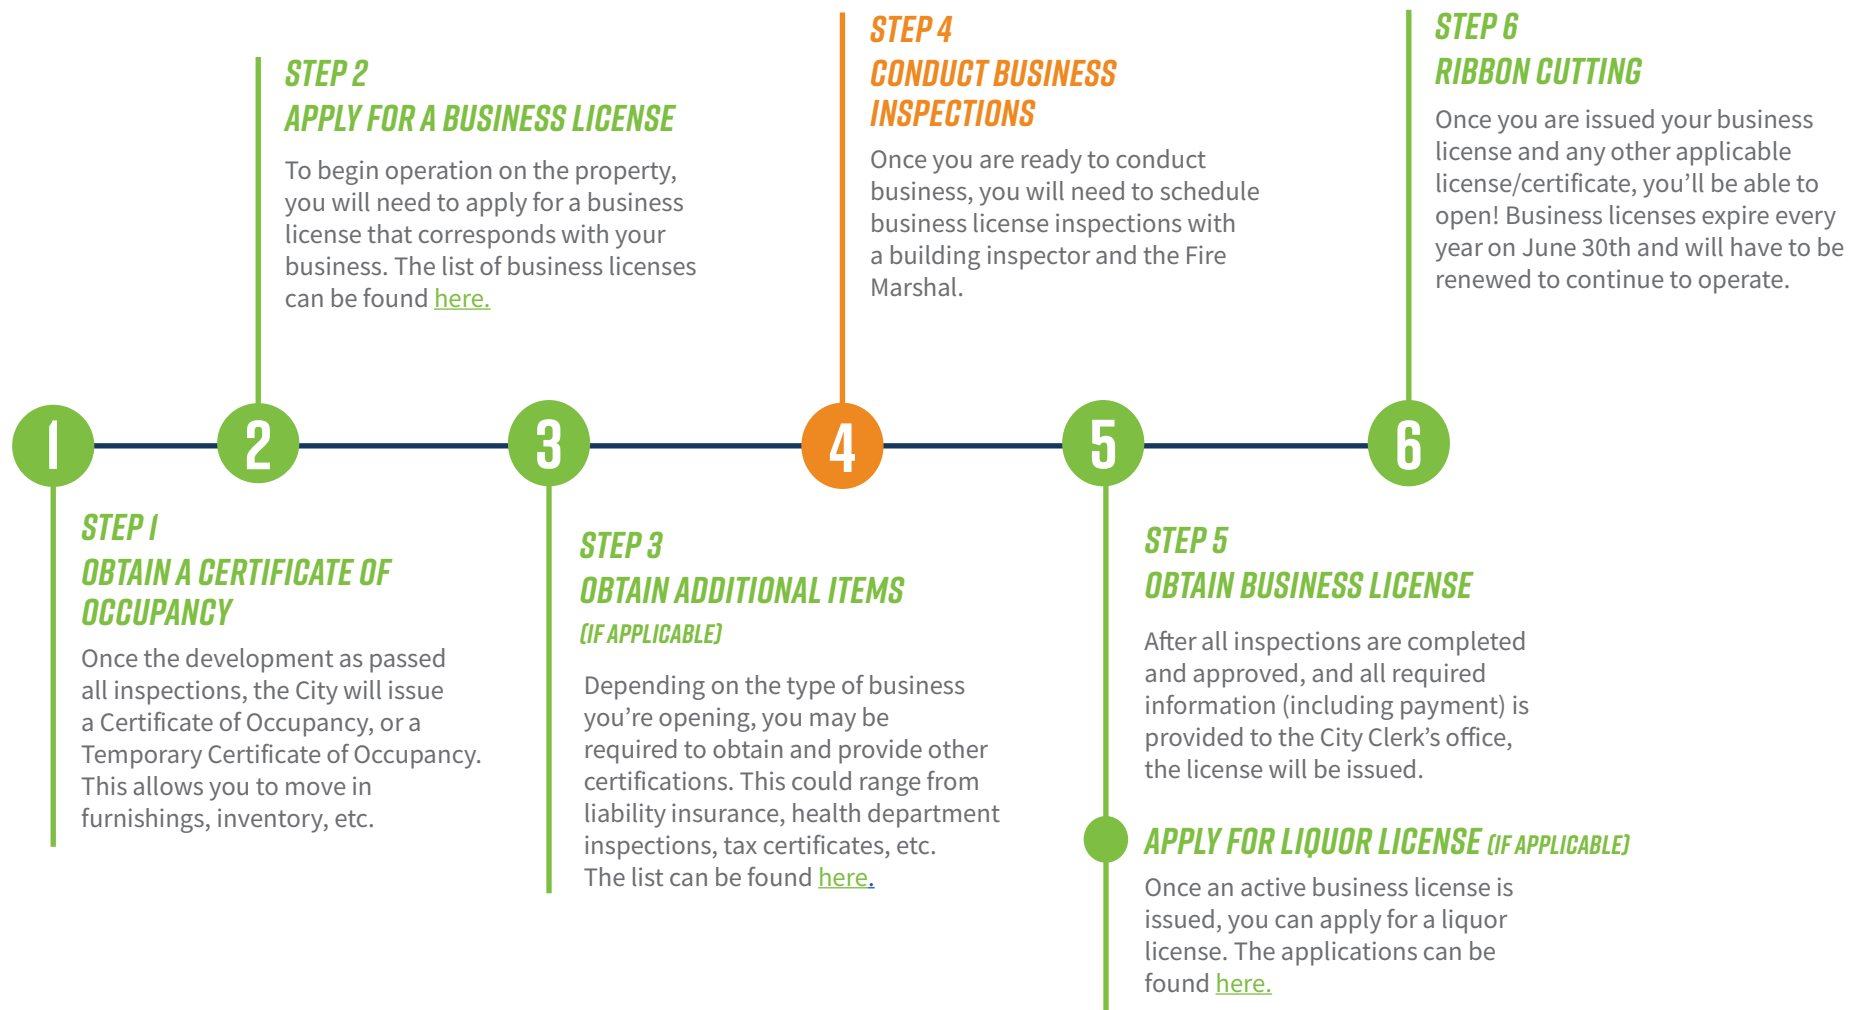 STEP 1
OBTAIN A CERTIFICATE OF
OCCUPANCY
Once the development as passed
all inspections, the City will issue
a Certificate of Occupancy, or a
Temporary Certificate of Occupancy.
This allows you to move in
furnishings, inventory, etc.
STEP 2
APPLY FOR A BUSINESS LICENSE
To begin operation on the property,
you will need to apply for a business
license that corresponds with your
business. The list of business licenses
can be found here.
STEP 3
OBTAIN ADDITIONAL ITEMS
(IF APPLICABLE)
Depending on the type of business
you’re opening, you may be
required to obtain and provide other
certifications. This could range from
liability insurance, health department
inspections, tax certificates, etc.
The list can be found here.
STEP 4
CONDUCT BUSINESS
INSPECTIONS
Once you are ready to conduct
business, you will need to schedule
business license inspections with
a building inspector and the Fire
Marshal.
STEP 5
OBTAIN BUSINESS LICENSE
After all inspections are completed
and approved, and all required
information (including payment) is
provided to the City Clerk’s office,
the license will be issued.
APPLY FOR LIQUOR LICENSE (IF APPLICABLE)
Once an active business license is
issued, you can apply for a liquor
license. The applications can be
found here.
STEP 6
RIBBON CUTTING
Once you are issued your business
license and any other applicable
license/certificate, you’ll be able to
open! Business licenses expire every
year on June 30th and will have to be
renewed to continue to operate.
1
2
3
4
5
6